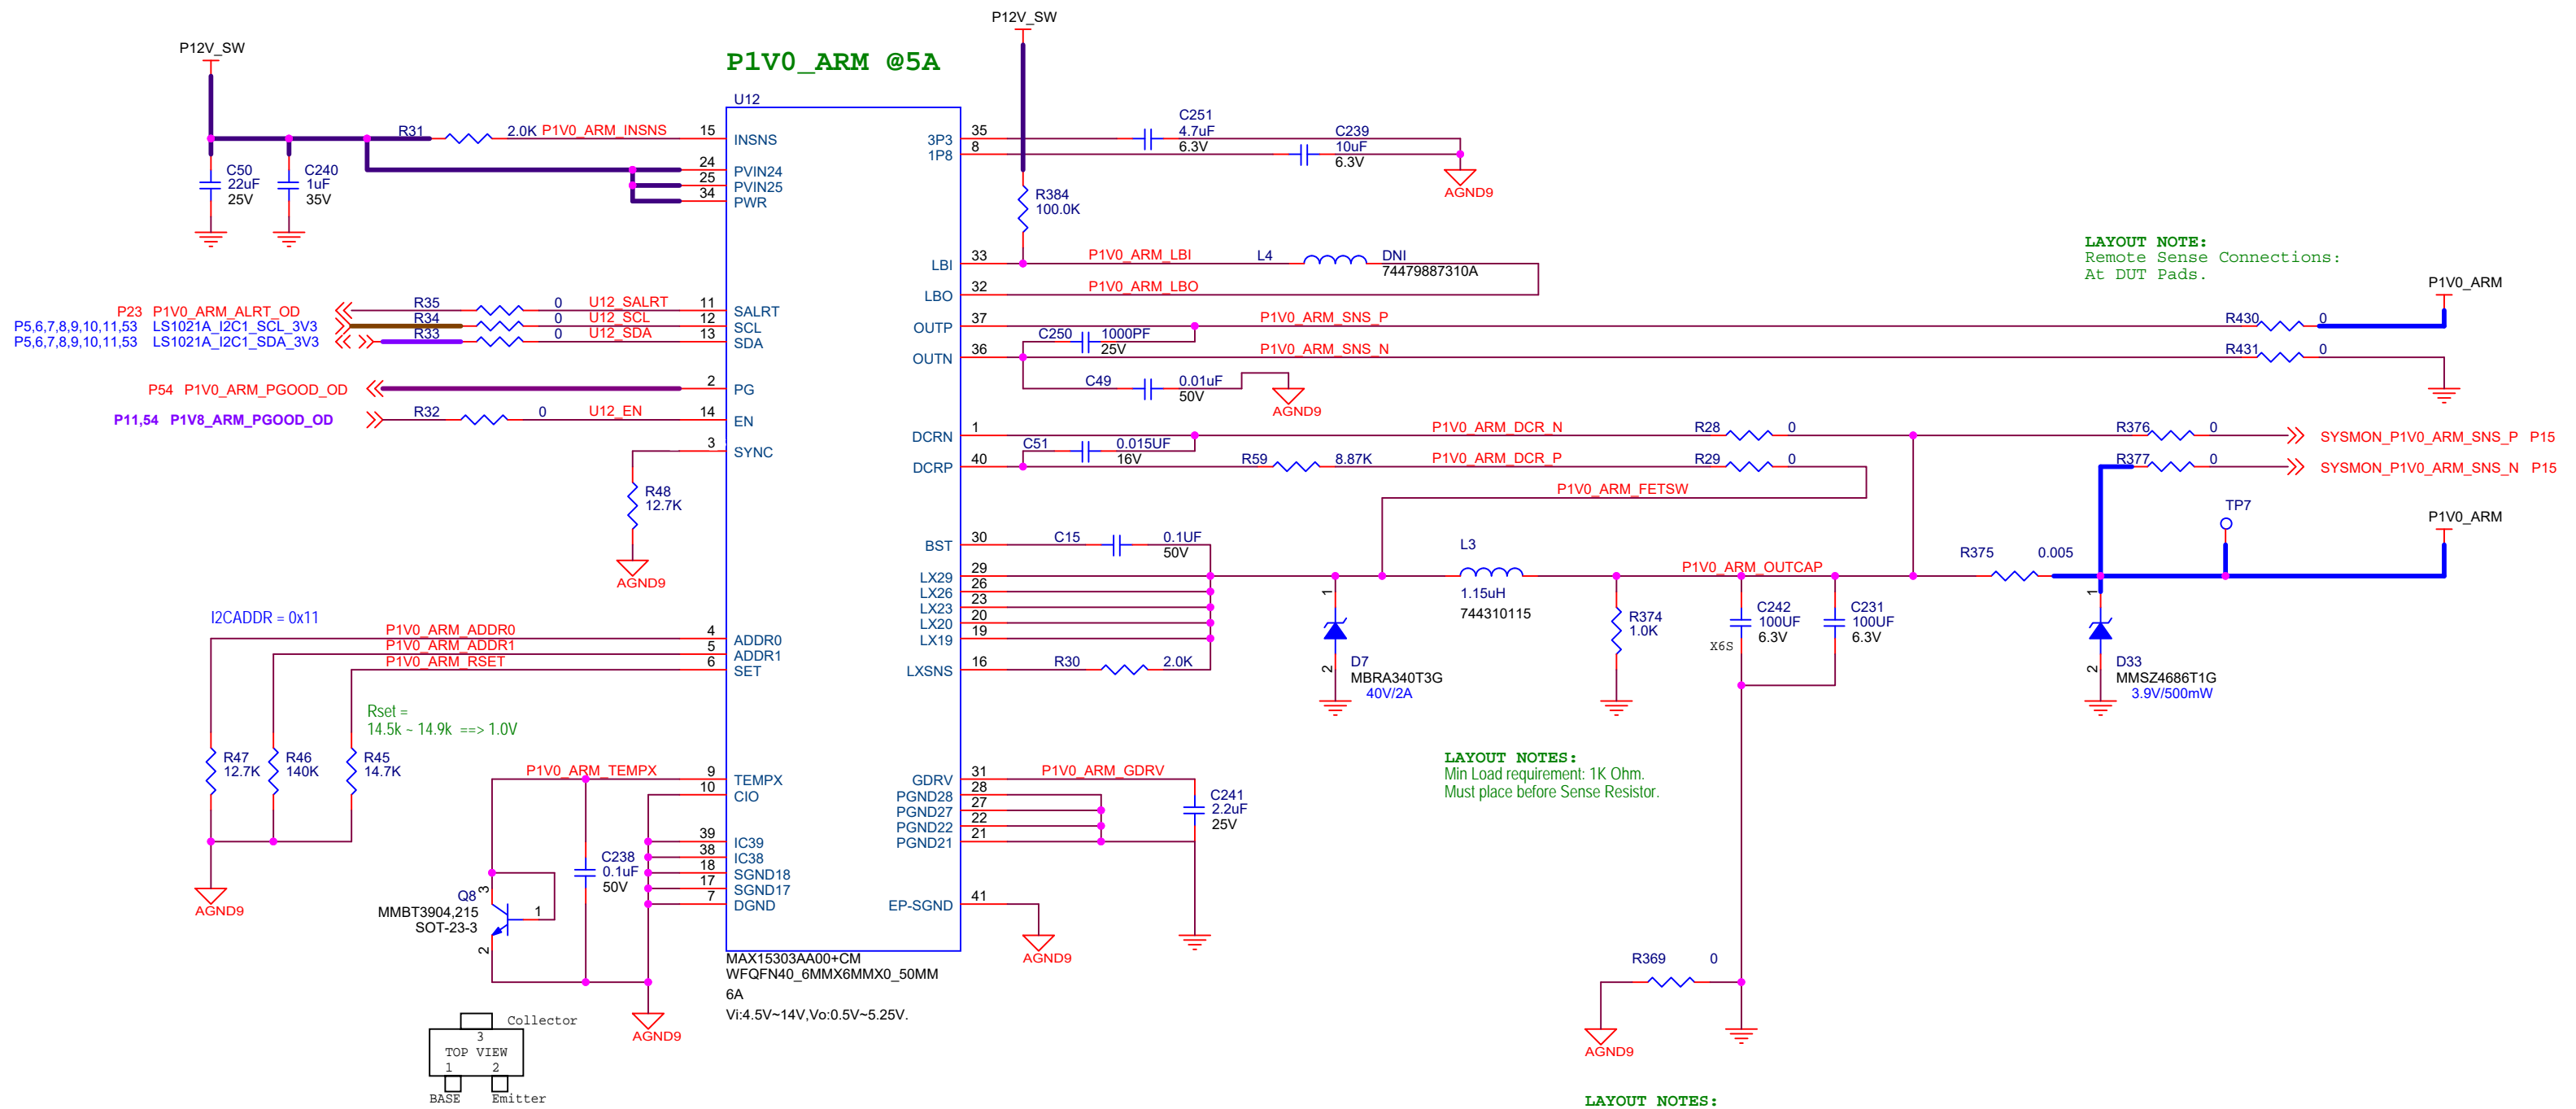 P12V_SW
P12V_SW
P1V0_ARM @5A
U12
R31
2.0K
P1V0_ARM_INSNS
15
INSNS
24
PVIN24
25
PVIN25
34
PWR
C50
22uF
25V
C240
1uF
35V
35
3P3
8
1P8
C251
4.7uF
6.3V
C239
10uF
6.3V
AGND9
R384
100.0K
33
LBI
P1V0_ARM_LBI
L4
DNI
74479887310A
32
LBO
P1V0_ARM_LBO
LAYOUT NOTE:
Remote Sense Connections:
At DUT Pads.
P1V0_ARM
P23 P1V0_ARM_ALRT_OD
R35
0
U12_SALRT
11
SALRT
P5,6,7,8,9,10,11,53 LS1021A_I2C1_SCL_3V3
R34
0
U12_SCL
12
SCL
P5,6,7,8,9,10,11,53 LS1021A_I2C1_SDA_3V3
R33
0
U12_SDA
13
SDA
37
OUTP
P1V0_ARM_SNS_P
R430
0
C250
1000PF
25V
36
OUTN
P1V0_ARM_SNS_N
R431
0
C49
0.01uF
50V
AGND9
P54 P1V0_ARM_PGOOD_OD
2
PG
P11,54 P1V8_ARM_PGOOD_OD
R32
0
U12_EN
14
EN
3
SYNC
R48
12.7K
AGND9
1
DCRN
P1V0_ARM_DCR_N
R28
0
C51
0.015UF
16V
40
DCRP
R59
8.87K
P1V0_ARM_DCR_P
R29
0
P1V0_ARM_FETSW
R376
0
SYSMON_P1V0_ARM_SNS_P P15
R377
0
SYSMON_P1V0_ARM_SNS_N P15
TP7
P1V0_ARM
30
BST
C15
0.1UF
50V
29
LX29
26
LX26
23
LX23
20
LX20
19
LX19
16
LXSNS
R30
2.0K
L3
1.15uH
744310115
P1V0_ARM_OUTCAP
R375
0.005
1
2
D7
MBRA340T3G
40V/2A
R374
1.0K
C242
100UF
6.3V
X6S
C231
100UF
6.3V
1
2
D33
MMSZ4686T1G
3.9V/500mW
I2CADDR = 0x11
P1V0_ARM_ADDR0
4
ADDR0
P1V0_ARM_ADDR1
5
ADDR1
P1V0_ARM_RSET
6
SET
Rset =
14.5k ~ 14.9k ==> 1.0V
R47
12.7K
R46
140K
R45
14.7K
AGND9
LAYOUT NOTES:
Min Load requirement: 1K Ohm.
Must place before Sense Resistor.
P1V0_ARM_TEMPX
9
TEMPX
10
CIO
39
IC39
38
IC38
18
SGND18
17
SGND17
7
DGND
C238
0.1uF
50V
Q8
MMBT3904,215
SOT-23-3
3
1
2
AGND9
31
GDRV
P1V0_ARM_GDRV
28
PGND28
27
PGND27
22
PGND22
21
PGND21
C241
2.2uF
25V
41
EP-SGND
AGND9
MAX15303AA00+CM
WFQFN40_6MMX6MMX0_50MM
6A
Vi:4.5V~14V,Vo:0.5V~5.25V.
R369
0
AGND9
Collector
3
TOP VIEW
1 2
BASE Emitter
LAYOUT NOTES: